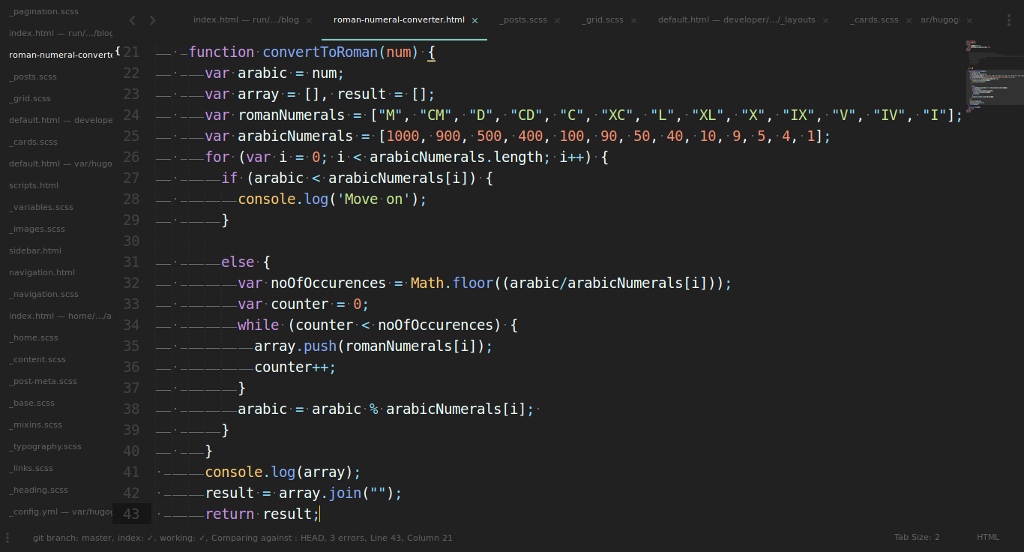 _pagination.scss
index.html — run/.../blog
roman-numeral-converte
_posts.scss
_grid.scss
default.html — develope
_cards.scss
default.html — var/hugo
scripts.html
_variables.scss
_images.scss
sidebar.html
navigation.html
_navigation.scss
index.html — home/.../a
_home.scss
_content.scss
_post-meta.scss
_base.scss
_mixins.scss
_typography.scss
_links.scss
_heading.scss
_config.yml — var/hugo
index.html — run/.../blog × roman-numeral-converter.html × _posts.scss × _grid.scss × default.html — developer/.../_layouts × _cards.scss × ar/hugo ×
21 function convertToRoman(num) {
22 var arabic = num;
23 var array = [], result = [];
24 var romanNumerals = ["M", "CM", "D", "CD", "C", "XC", "L", "XL", "X", "IX", "V", "IV", "I"];
25 var arabicNumerals = [1000, 900, 500, 400, 100, 90, 50, 40, 10, 9, 5, 4, 1];
26 for (var i = 0; i < arabicNumerals.length; i++) {
27 if (arabic < arabicNumerals[i]) {
28 console.log('Move on');
29 }
30
31 else {
32 var noOfOccurences = Math.floor((arabic/arabicNumerals[i]));
33 var counter = 0;
34 while (counter < noOfOccurences) {
35 array.push(romanNumerals[i]);
36 counter++;
37 }
38 arabic = arabic % arabicNumerals[i];
39 }
40 }
41 console.log(array);
42 result = array.join("");
43 return result;
git branch: master, index: ✓, working: ✓, Comparing against : HEAD, 3 errors, Line 43, Column 21
Tab Size: 2 HTML